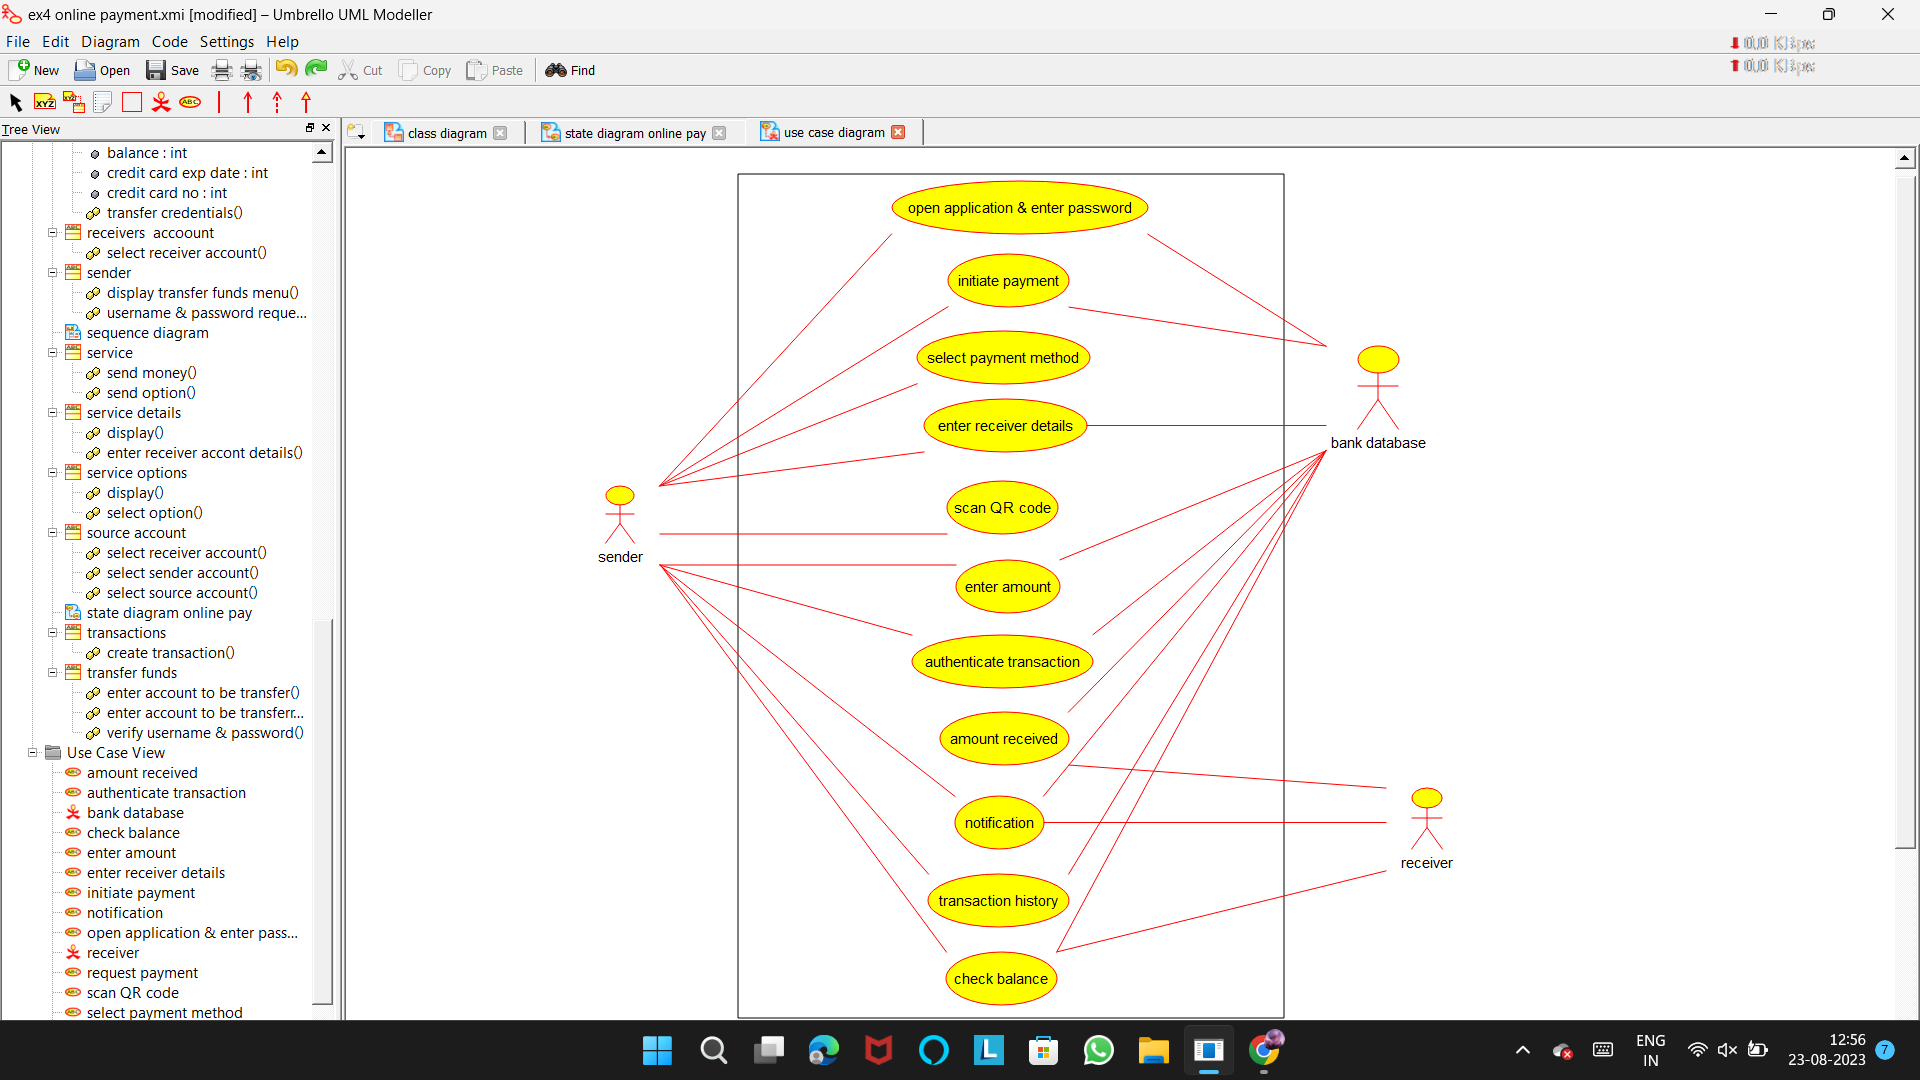 ex4 online payment.xmi [modified] – Umbrello UML Modeller
File Edit Diagram Code Settings Help
0.0 KBps
0.0 KBps
New Open Save Cut Copy Paste Find
XYZ XYZ ABC
Tree View
class diagram
state diagram online pay
use case diagram
balance : int
credit card exp date : int
credit card no : int
transfer credentials()
receivers accoount
select receiver account()
sender
display transfer funds menu()
username & password reque...
sequence diagram
service
send money()
send option()
service details
display()
enter receiver accont details()
service options
display()
select option()
source account
select receiver account()
select sender account()
select source account()
state diagram online pay
transactions
create transaction()
transfer funds
enter account to be transfer()
enter account to be transferr...
verify username & password()
Use Case View
amount received
authenticate transaction
bank database
check balance
enter amount
enter receiver details
initiate payment
notification
open application & enter pass...
receiver
request payment
scan QR code
select payment method
open application & enter password
initiate payment
select payment method
enter receiver details
bank database
scan QR code
sender
enter amount
authenticate transaction
amount received
notification
receiver
transaction history
check balance
L
ENG
IN
12:56
23-08-2023
7